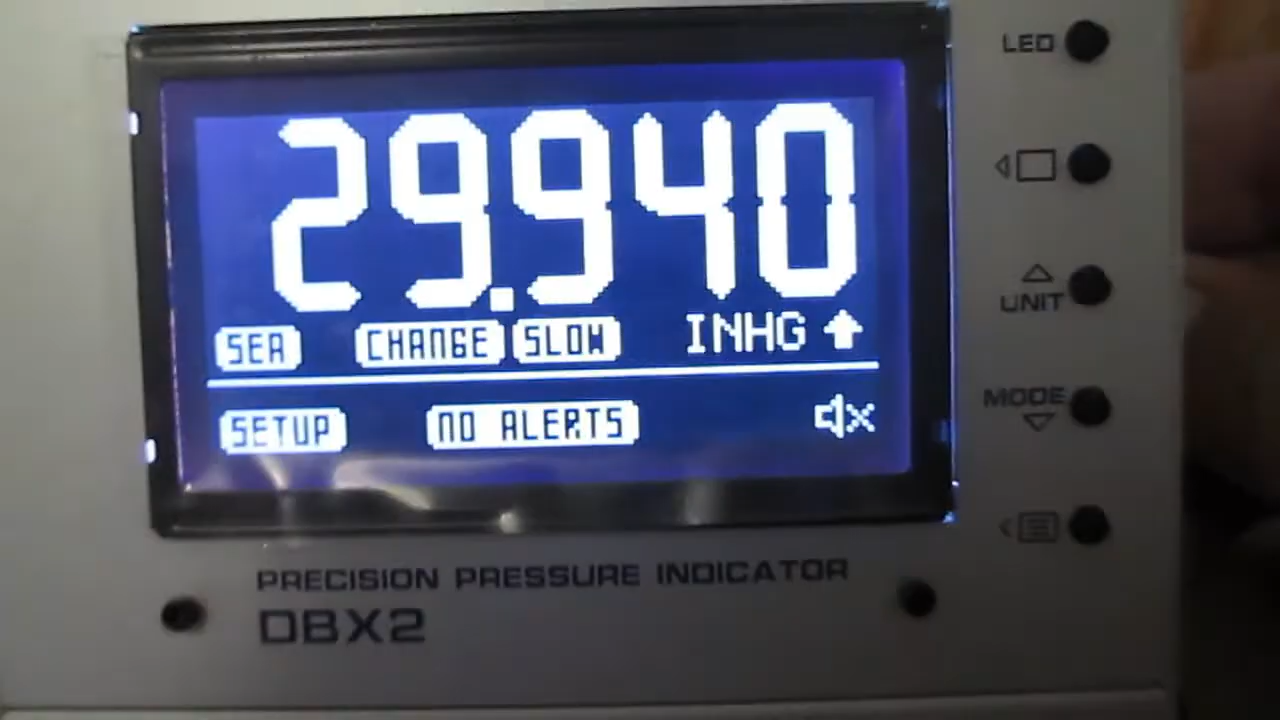 LED
29.940
SEA CHANGE SLOW INHG
UNIT
SETUP NO ALERTS
MODE
PRECISION PRESSURE INDICATOR
DBX2